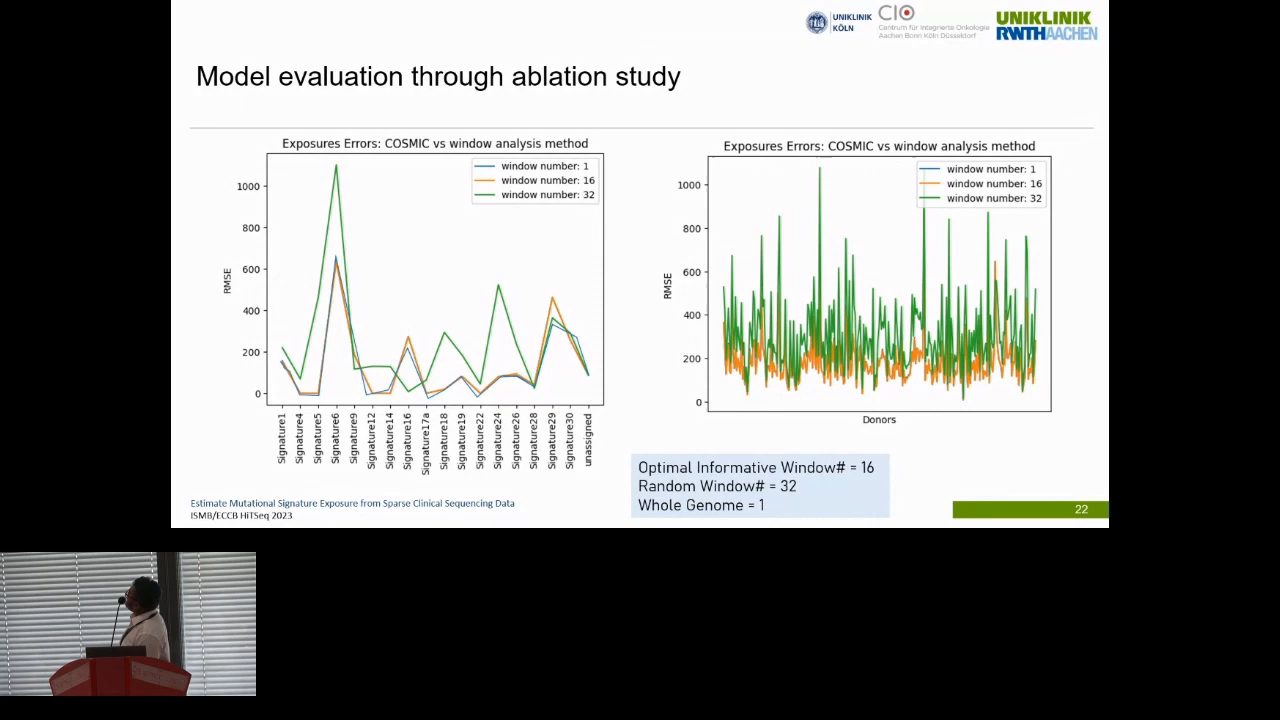 UNIKLINIK
KÖLN
CIO
Centrum für Integrierte Onkologie
Aachen Bonn Köln Düsseldorf
UNIKLINIK
RWTHAACHEN
Model evaluation through ablation study
Exposures Errors: COSMIC vs window analysis method
window number: 1
window number: 16
window number: 32
RMSE
1000
800
600
400
200
0
Signature1
Signature4
Signature5
Signature6
Signature9
Signature12
Signature14
Signature16
Signature17a
Signature18
Signature19
Signature22
Signature24
Signature26
Signature28
Signature29
Signature30
unassigned
Exposures Errors: COSMIC vs window analysis method
window number: 1
window number: 16
window number: 32
RMSE
1000
800
600
400
200
0
Donors
Optimal Informative Window# = 16
Random Window# = 32
Whole Genome = 1
Estimate Mutational Signature Exposure from Sparse Clinical Sequencing Data
ISMB/ECCB HiTSeq 2023
22